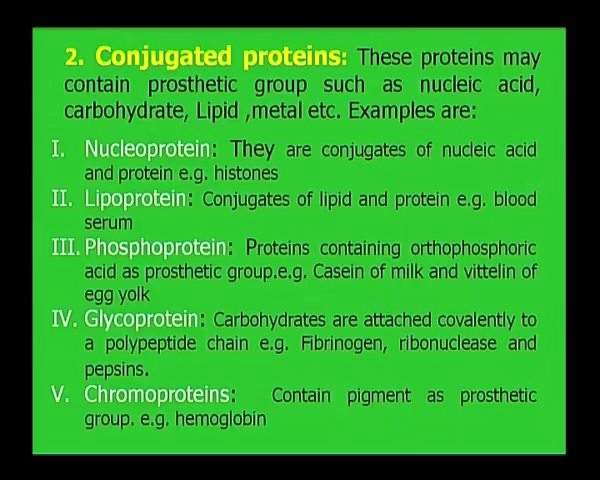 2. Conjugated proteins: These proteins may
contain prosthetic group such as nucleic acid,
carbohydrate, Lipid ,metal etc. Examples are:
I. Nucleoprotein: They are conjugates of nucleic acid
and protein e.g. histones
II. Lipoprotein: Conjugates of lipid and protein e.g. blood
serum
III. Phosphoprotein: Proteins containing orthophosphoric
acid as prosthetic group.e.g. Casein of milk and vittelin of
egg yolk
IV. Glycoprotein: Carbohydrates are attached covalently to
a polypeptide chain e.g. Fibrinogen, ribonuclease and
pepsins.
V. Chromoproteins: Contain pigment as prosthetic
group. e.g. hemoglobin